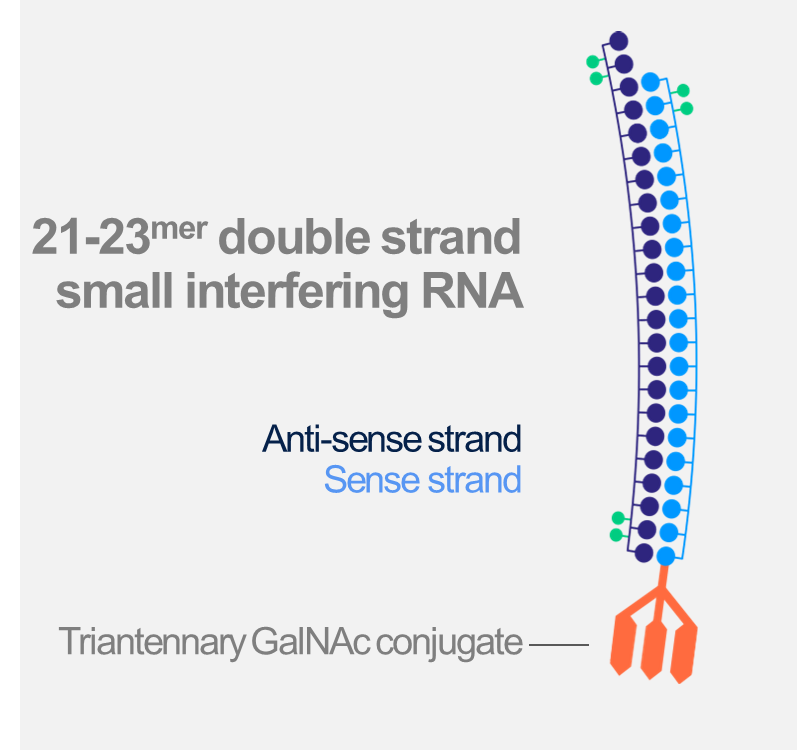 21-23mer double strand
small interfering RNA
Anti-sense strand
Sense strand
Triantennary GalNAc conjugate